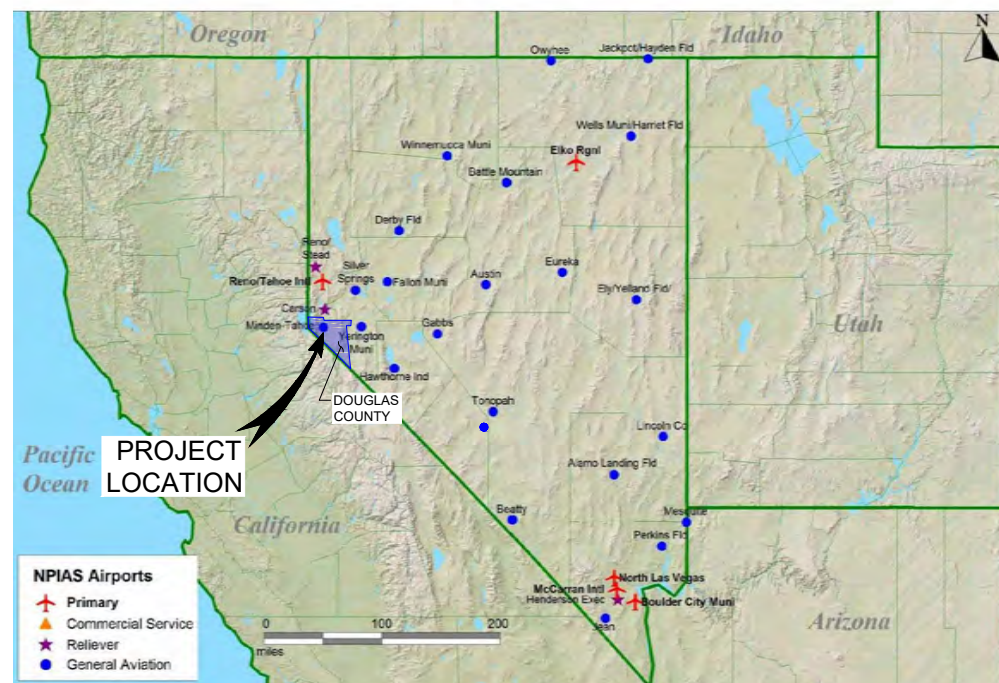 Oregon
Idaho
N
Owyhee
Jackpot/Hayden Fld
Wells Muni/Harriet Fld
Winnemucca Muni
Elko Rgnl
Battle Mountain
Derby Fld
Reno/
Stead
Silver
Springs
Reno/Tahoe Intl
Fallon Muni
Austin
Eureka
Ely/Yelland Fld/
Carson
Minden-Tahoe
Yerington
Muni
Gabbs
Utah
Hawthorne Ind
DOUGLAS
COUNTY
Tonopah
Lincoln Co
PROJECT
LOCATION
Pacific
Ocean
Alamo Landing Fld
California
Beatty
Mesquite
Perkins Fld
North Las Vegas
McCarran Intl
Henderson Exec
Boulder City Muni
Jean
Arizona
NPIAS Airports
Primary
Commercial Service
Reliever
General Aviation
0 100 200
miles